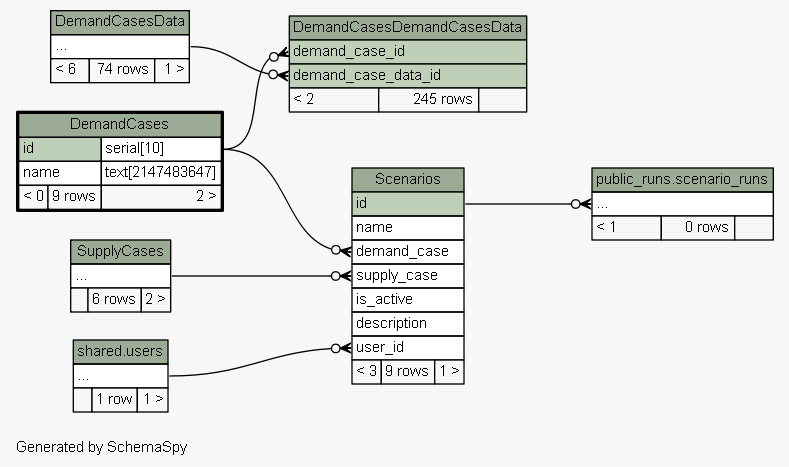 DemandCasesData
...
< 6 74 rows 1 >
DemandCasesDemandCasesData
demand_case_id
demand_case_data_id
< 2 245 rows
DemandCases
id serial[10]
name text[2147483647]
< 0 9 rows 2 >
Scenarios
id
name
demand_case
supply_case
is_active
description
user_id
< 3 9 rows 1 >
public_runs.scenario_runs
...
< 1 0 rows
SupplyCases
...
6 rows 2 >
shared.users
...
1 row 1 >
Generated by SchemaSpy